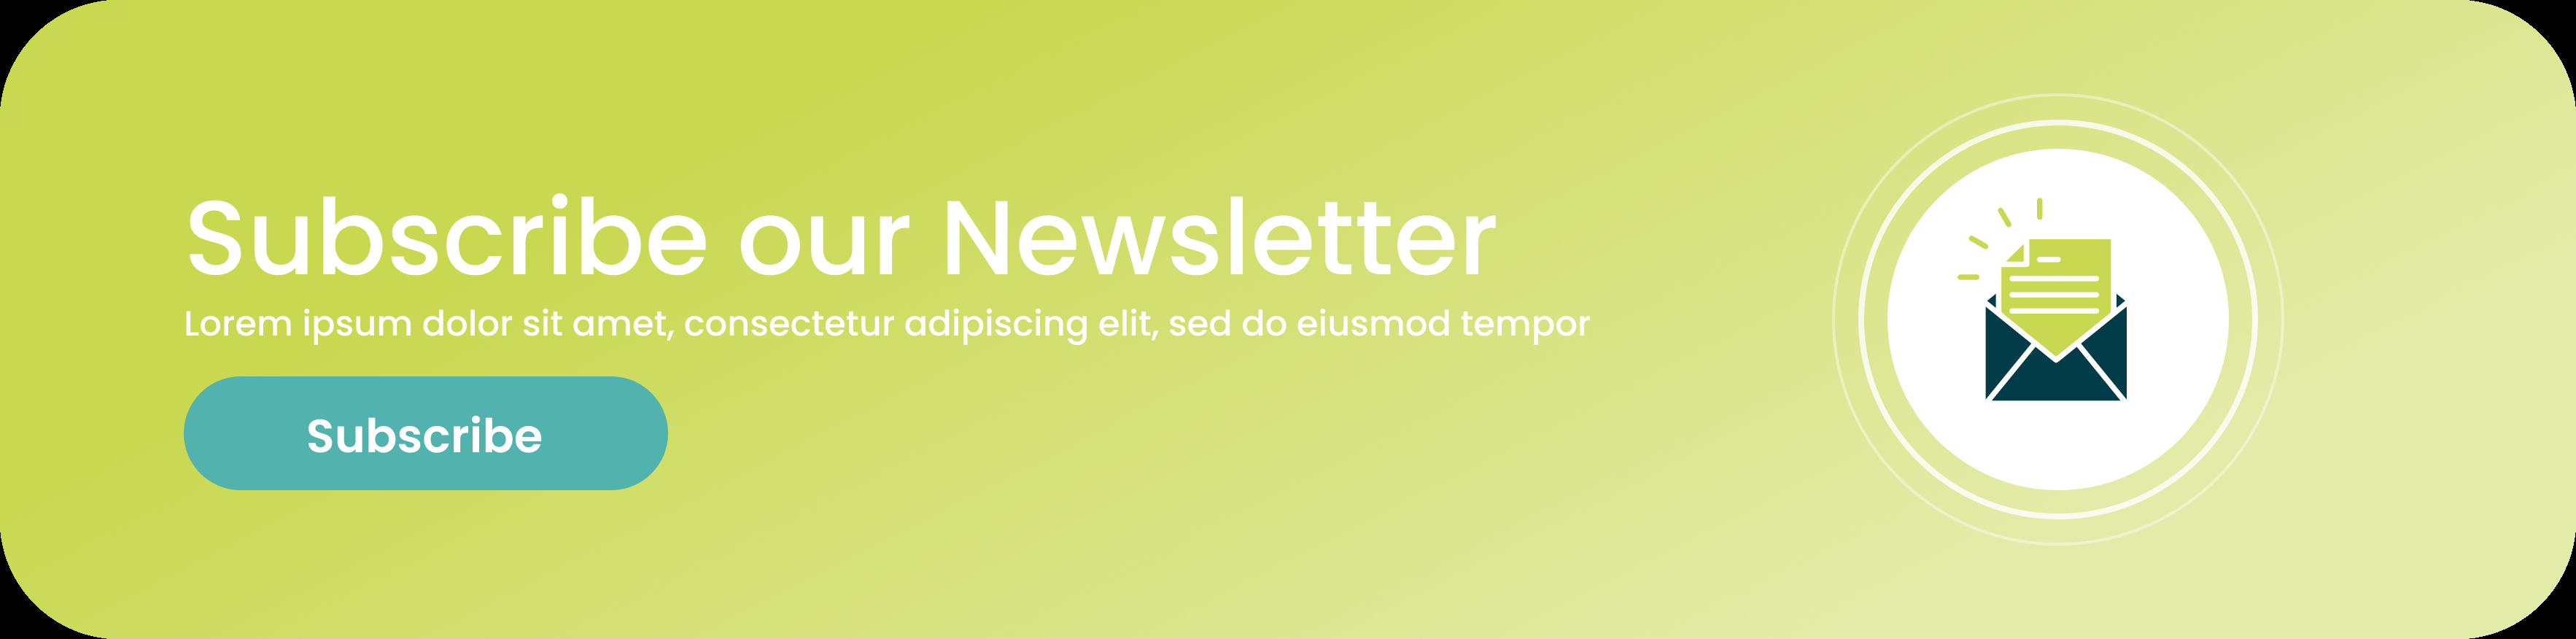 Subscribe our Newsletter
Lorem ipsum dolor sit amet, consectetur adipiscing elit, sed do eiusmod tempor
Subscribe